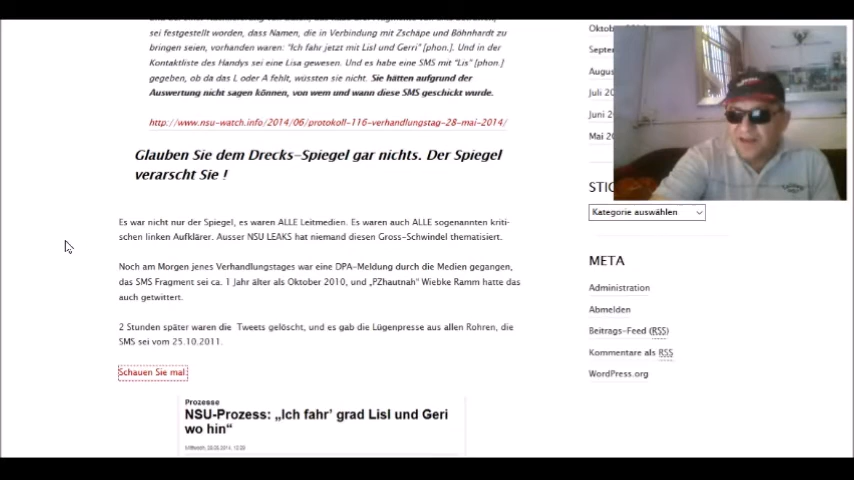 sei festgestellt worden, dass Namen, die in Verbindung mit Zschäpe und Böhnhardt zu
bringen seien, vorhanden waren: "Ich fahr jetzt mit Lisl und Gerri" [phon.]. Und in der
Kontaktliste des Handys sei eine Lisa gewesen. Und es habe eine SMS mit "Lis" [phon.]
gegeben, ob da das L oder A fehlt, wüssten sie nicht. Sie hätten aufgrund der
Auswertung nicht sagen können, von wem und wann diese SMS geschickt wurde.
http://www.nsu-watch.info/2014/06/protokoll-116-verhandlungstag-28-mai-2014/
Glauben Sie dem Drecks-Spiegel gar nichts. Der Spiegel
verarscht Sie !
Es war nicht nur der Spiegel, es waren ALLE Leitmedien. Es waren auch ALLE sogenannten kriti-
schen linken Aufklärer. Ausser NSU LEAKS hat niemand diesen Gross-Schwindel thematisiert.
Noch am Morgen jenes Verhandlungstages war eine DPA-Meldung durch die Medien gegangen,
das SMS Fragment sei ca. 1 Jahr älter als Oktober 2010, und „PZhautnah" Wiebke Ramm hatte das
auch getwittert.
2 Stunden später waren die Tweets gelöscht, und es gab die Lügenpresse aus allen Rohren, die
SMS sei vom 25.10.2011.
Schauen Sie mal:
Prozesse
NSU-Prozess: „Ich fahr' grad Lisl und Geri
wo hin"
Oktob
Septe
Augus
Juli 20
Juni
Mai 20
STI
Kategorie auswählen
META
Administration
Abmelden
Beitrags-Feed (RSS)
Kommentare als RSS
WordPress.org